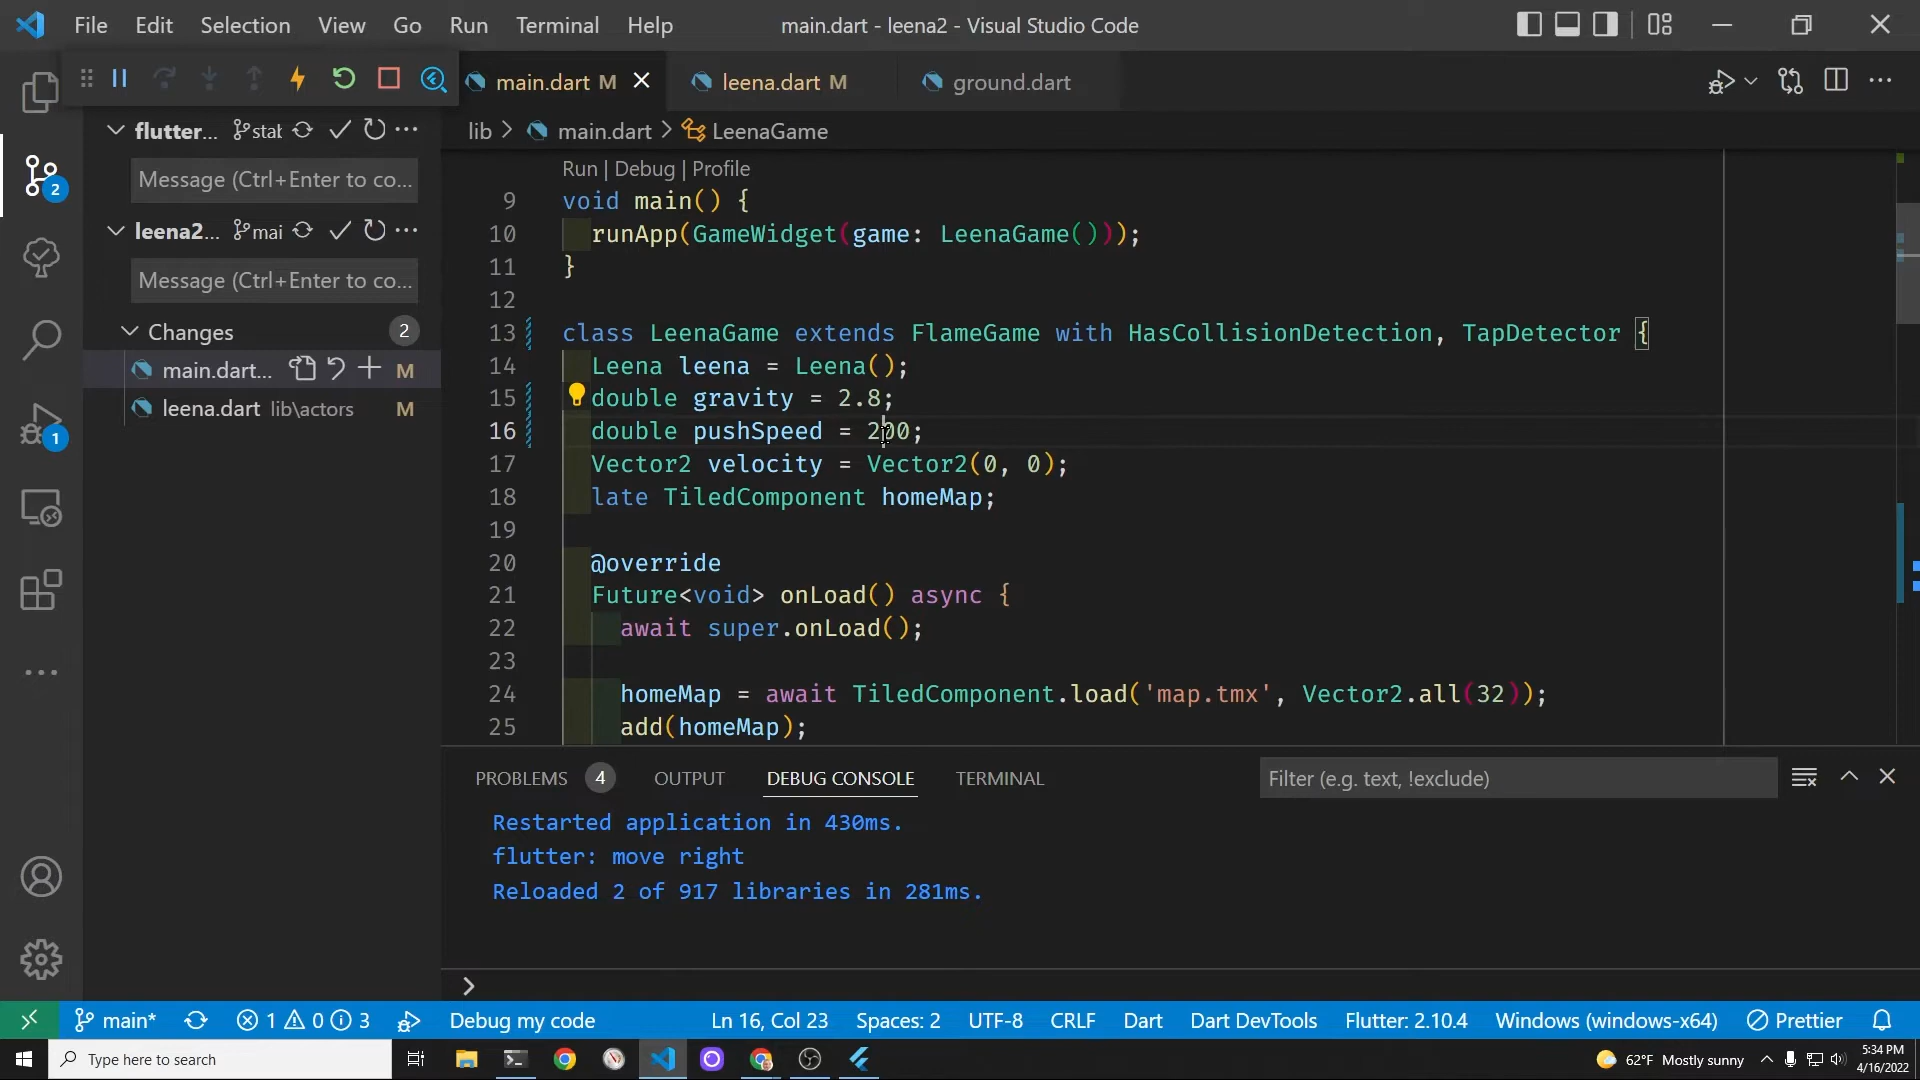 File Edit Selection View Go Run Terminal Help main.dart - leena2 - Visual Studio Code
main.dart M leena.dart M ground.dart
flutter... stal
Message (Ctrl+Enter to co...
leena2... mai
Message (Ctrl+Enter to co...
Changes 2
main.dart... M
leena.dart lib\actors M
2
1
lib > main.dart > LeenaGame
Run | Debug | Profile
9 void main() {
10 runApp(GameWidget(game: LeenaGame()));
11 }
12
13 class LeenaGame extends FlameGame with HasCollisionDetection, TapDetector {
14 Leena leena = Leena();
15 double gravity = 2.8;
16 double pushSpeed = 200;
17 Vector2 velocity = Vector2(0, 0);
18 late TiledComponent homeMap;
19
20 @override
21 Future<void> onLoad() async {
22 await super.onLoad();
23
24 homeMap = await TiledComponent.load('map.tmx', Vector2.all(32));
25 add(homeMap);
PROBLEMS 4 OUTPUT DEBUG CONSOLE TERMINAL Filter (e.g. text, !exclude)
Restarted application in 430ms.
flutter: move right
Reloaded 2 of 917 libraries in 281ms.
>
main* 1 0 3 Debug my code Ln 16, Col 23 Spaces: 2 UTF-8 CRLF Dart Dart DevTools Flutter: 2.10.4 Windows (windows-x64) Prettier
Type here to search 62°F Mostly sunny 5:34 PM
4/16/2022